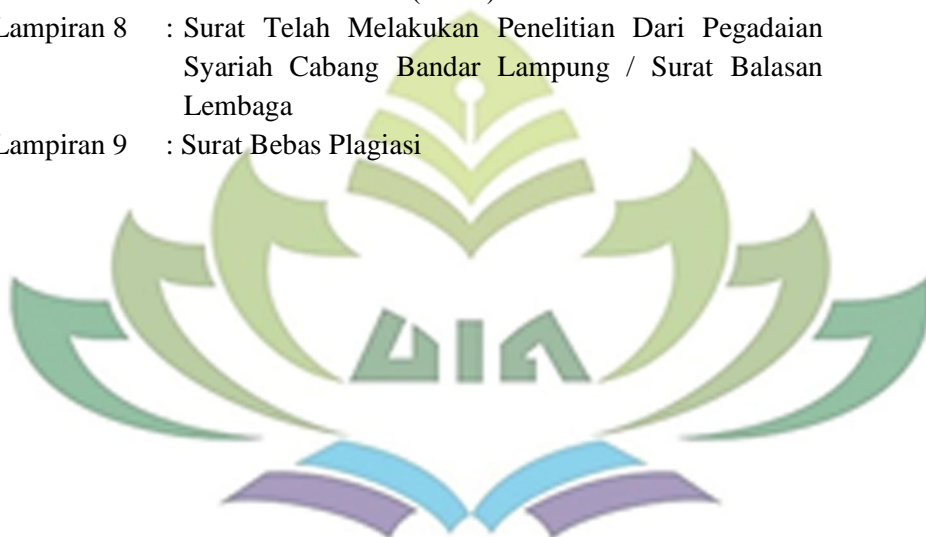 Lampiran 8 : Surat Telah Melakukan Penelitian Dari Pegadaian
Syariah Cabang Bandar Lampung / Surat Balasan
Lembaga
Lampiran 9 : Surat Bebas Plagiasi
UIN